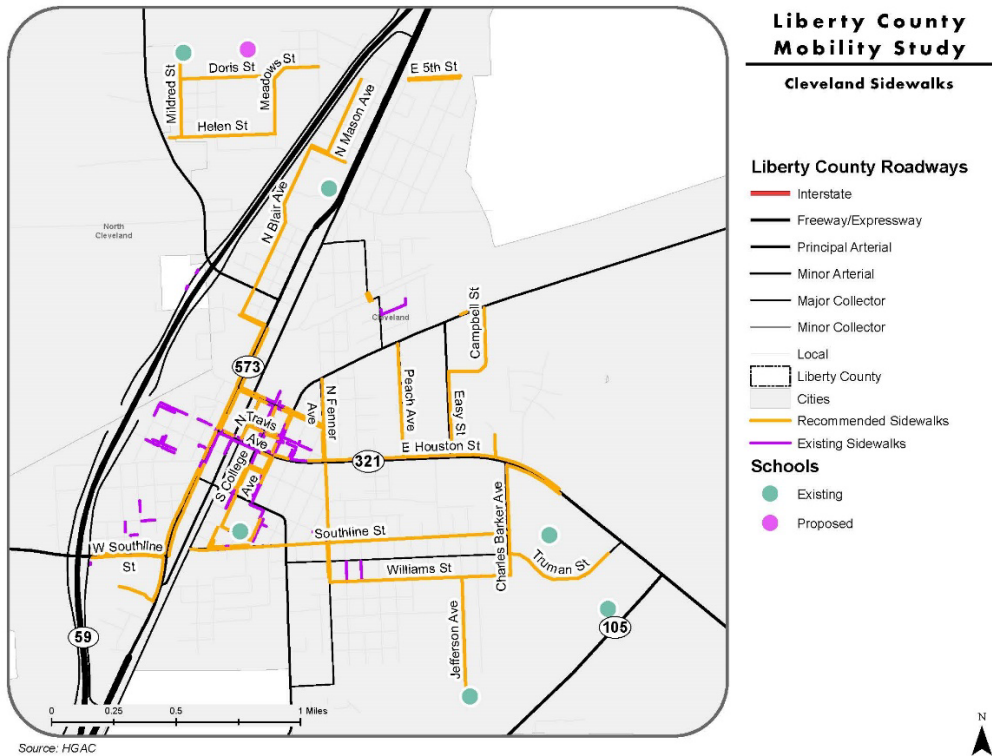 Liberty County
Mobility Study
Cleveland Sidewalks
Liberty County Roadways
Interstate
Freeway/Expressway
Principal Arterial
Minor Arterial
Major Collector
Minor Collector
Local
Liberty County
Cities
Recommended Sidewalks
Existing Sidewalks
Schools
Existing
Proposed
Mildred St
Doris St
Meadows St
Helen St
E 5th St
N Mason Ave
N Blair Ave
North
Cleveland
Cleveland
Campbell St
573
N Travis
Ave
N Fenner
Ave
Peach Ave
Easy St
E Houston St
321
S College
Ave
Charles Barker Ave
Southline St
W Southline
St
Williams St
Truman St
Jefferson Ave
59
105
0 0.25 0.5 1 Miles
Source: HGAC
N